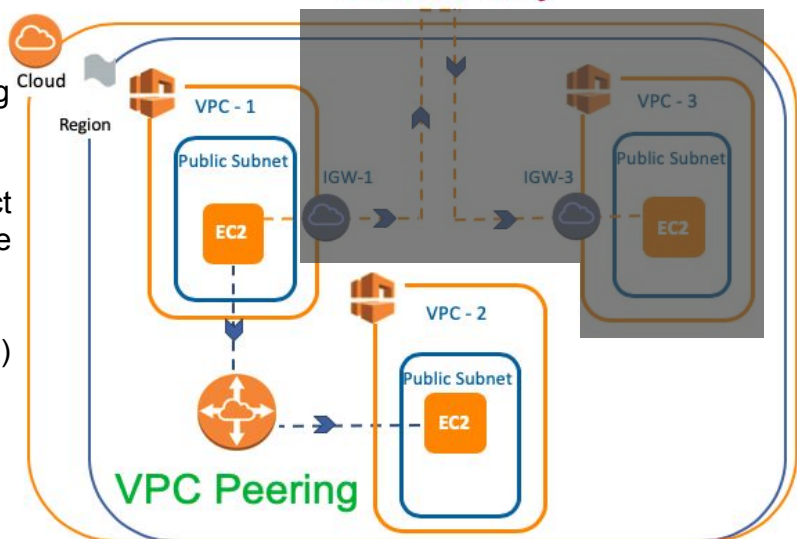 Cloud
g
Region
VPC - 1
VPC - 3
Public Subnet
Public Subnet
ct
IGW-1
IGW-3
EC2
EC2
e
VPC - 2
)
Public Subnet
EC2
VPC Peering